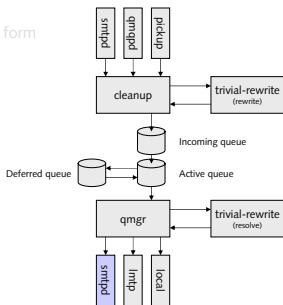 form
smtpd
qmqpd
pickup
cleanup
trivial-rewrite
(rewrite)
Incoming queue
Deferred queue
Active queue
qmgr
trivial-rewrite
(resolve)
smtpd
lmtp
local